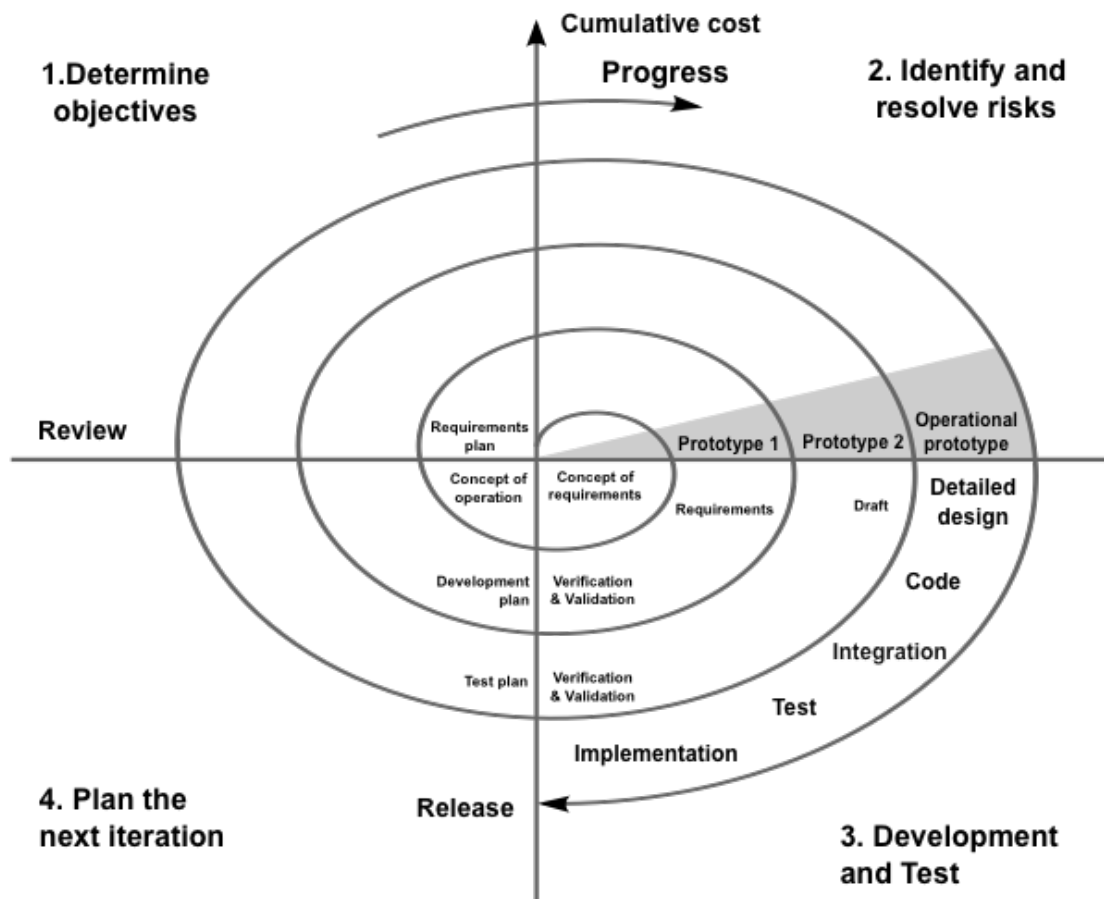 Cumulative cost
Progress
1.Determine
objectives
2. Identify and
resolve risks
Review
Requirements
plan
Prototype 1
Prototype 2
Operational
prototype
Concept of
operation
Concept of
requirements
Requirements
Draft
Detailed
design
Development
plan
Verification
& Validation
Code
Integration
Test plan
Verification
& Validation
Test
Implementation
4. Plan the
next iteration
Release
3. Development
and Test